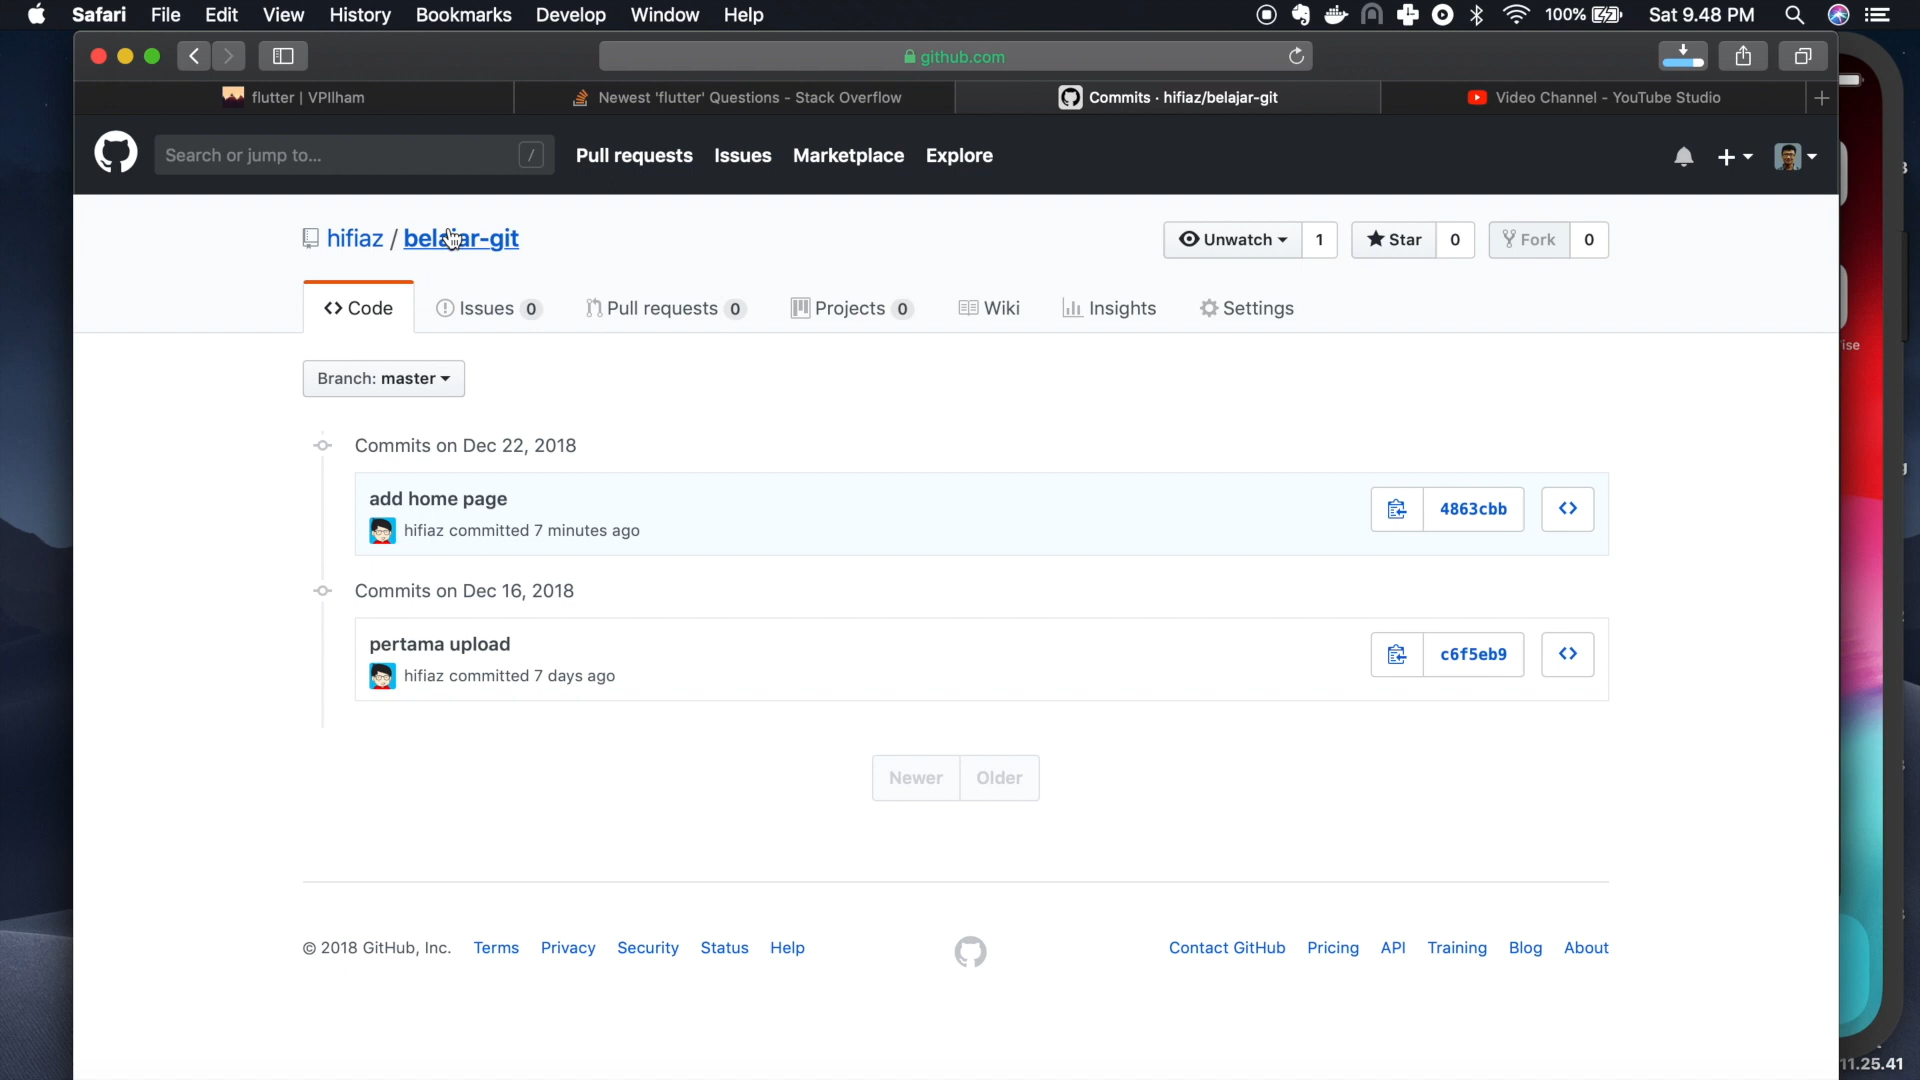 Safari File Edit View History Bookmarks Develop Window Help 100% Sat 9.48 PM
github.com
flutter | VPIlham Newest 'flutter' Questions - Stack Overflow Commits · hifiaz/belajar-git Video Channel - YouTube Studio
Search or jump to... / Pull requests Issues Marketplace Explore
hifiaz / belajar-git Unwatch 1 Star 0 Fork 0
Code Issues 0 Pull requests 0 Projects 0 Wiki Insights Settings
ise
Branch: master
Commits on Dec 22, 2018
add home page
hifiaz committed 7 minutes ago
4863cbb
Commits on Dec 16, 2018
pertama upload
hifiaz committed 7 days ago
c6f5eb9
Newer Older
© 2018 GitHub, Inc. Terms Privacy Security Status Help Contact GitHub Pricing API Training Blog About
11.25.41